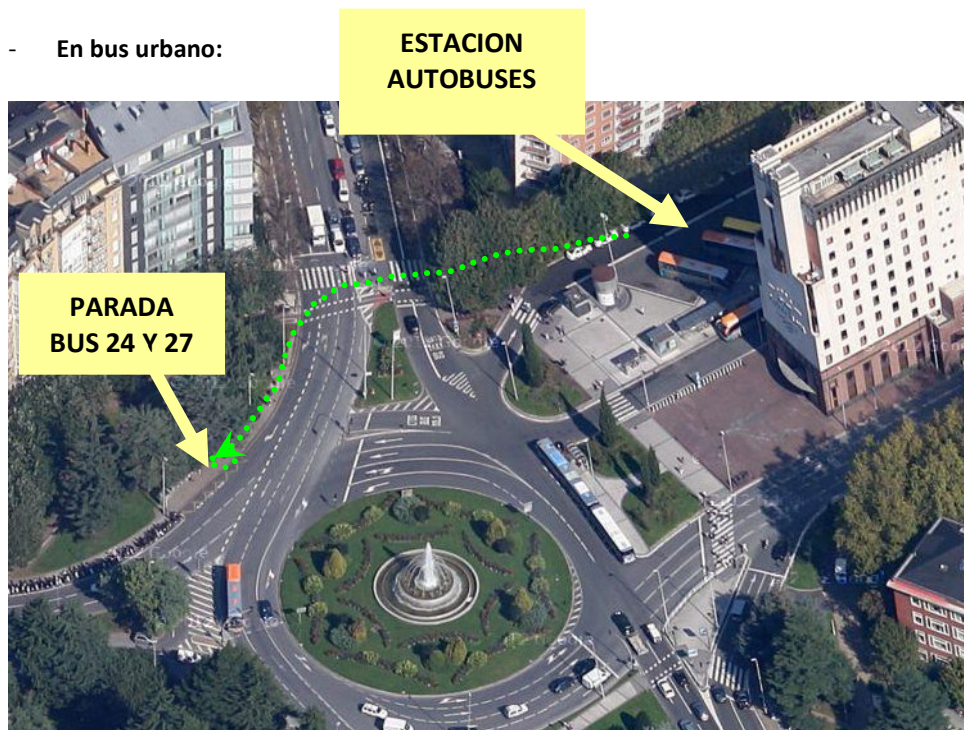 - En bus urbano:
ESTACION
AUTOBUSES
PARADA
BUS 24 Y 27